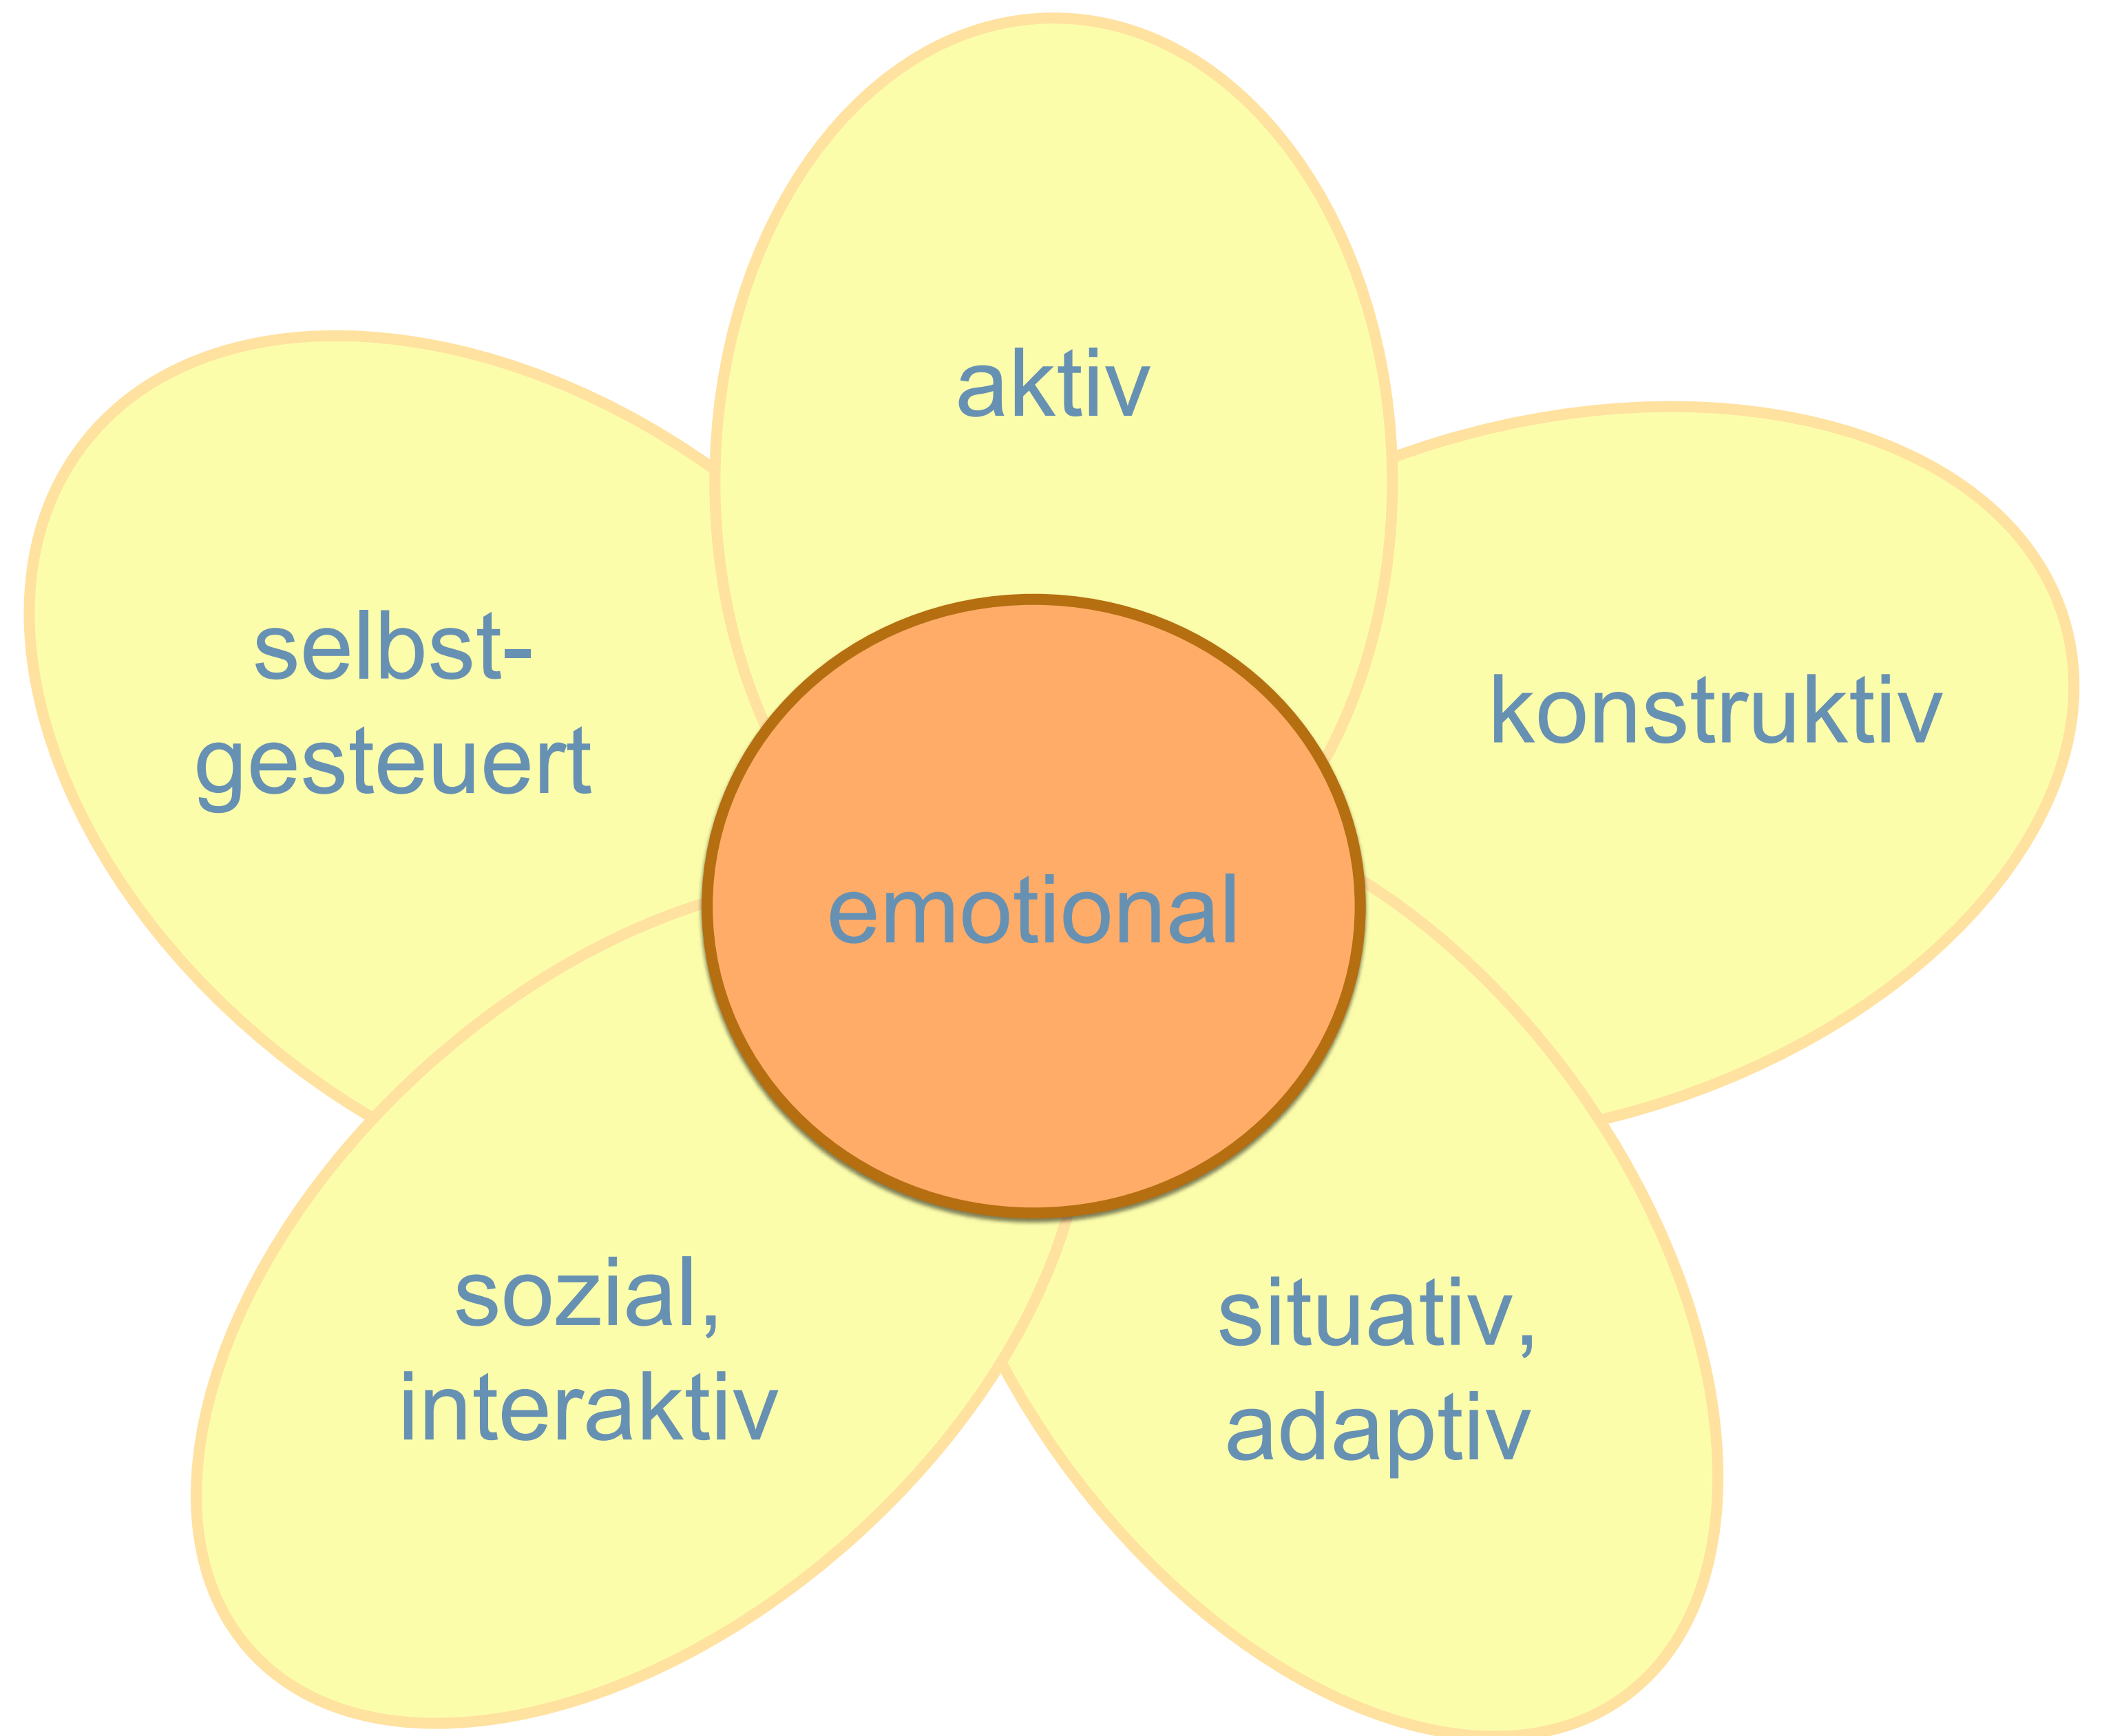 aktiv
selbst-
gesteuert
konstruktiv
emotional
sozial,
interaktiv
situativ,
adaptiv